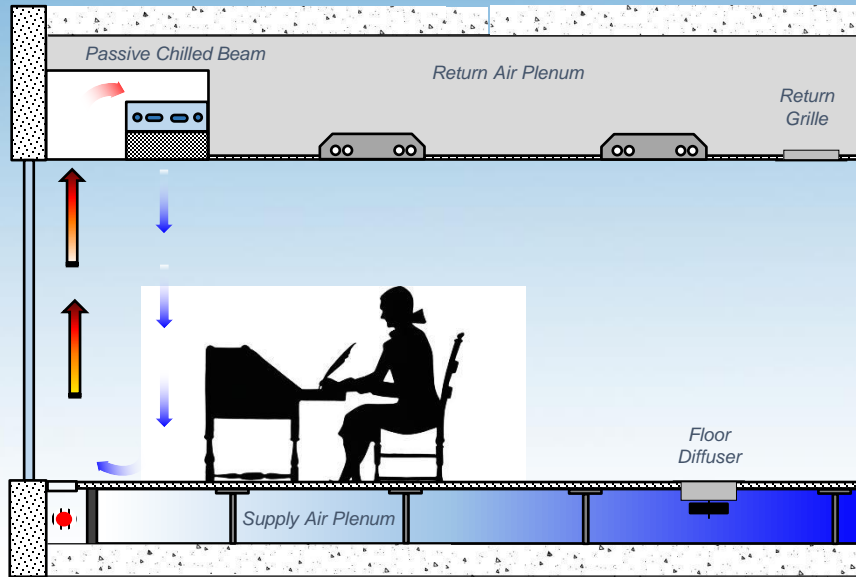 Passive Chilled Beam
Return Air Plenum
Return
Grille
Floor
Diffuser
Supply Air Plenum